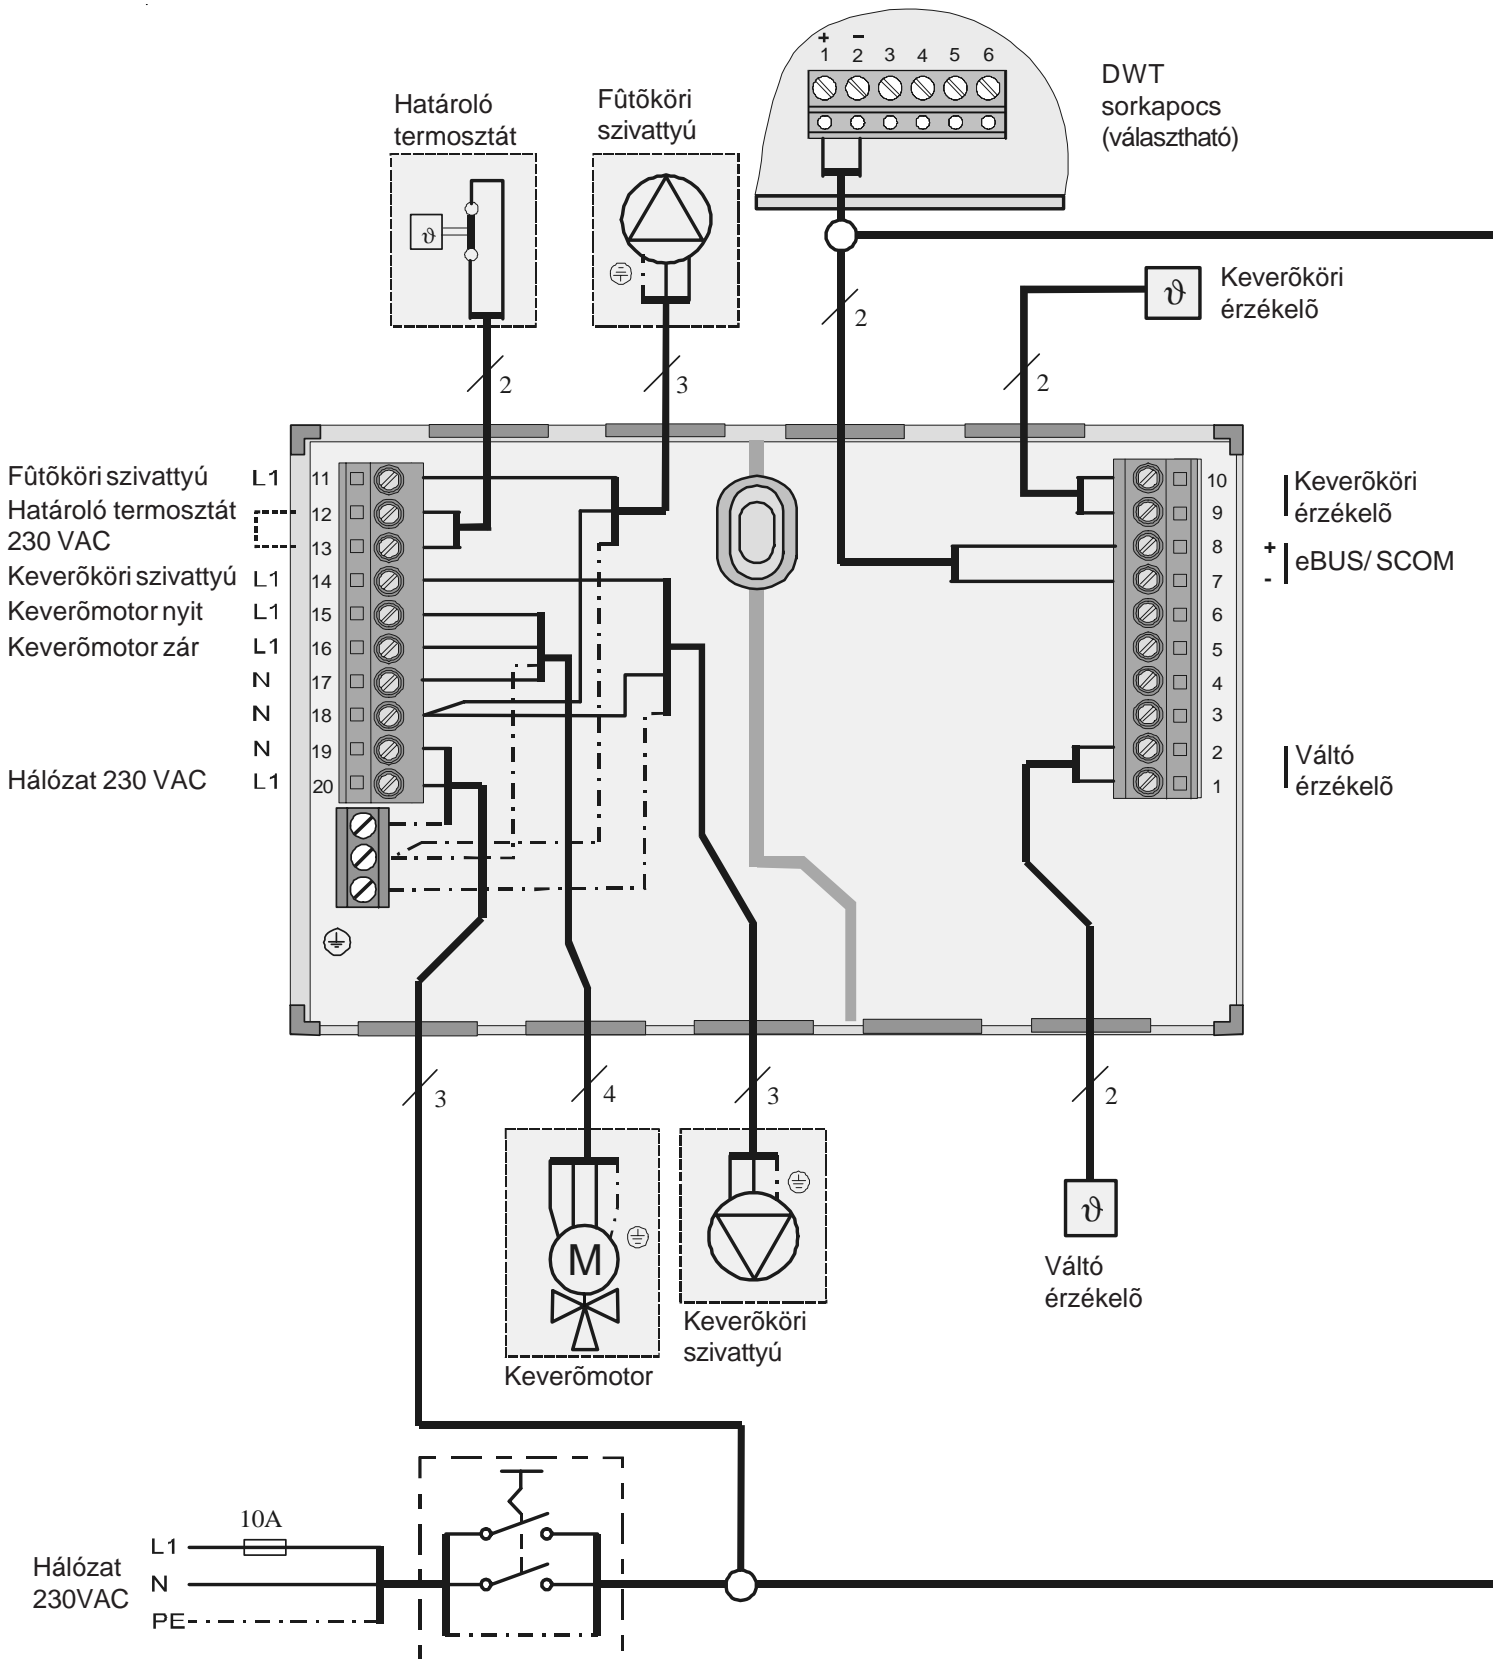 + –
1 2 3 4 5 6
DWT
sorkapocs
(választható)
Határoló
termosztát
Fûtõköri
szivattyú
ϑ
ϑ
Keverõköri
érzékelõ
2
2
2
3
Fûtõköri szivattyú L1 11
Határoló termosztát 12
230 VAC 13
Keverõköri szivattyú L1 14
Keverõmotor nyit L1 15
Keverõmotor zár L1 16
N 17
N 18
N 19
Hálózat 230 VAC L1 20
10
9
8 +
7 -
6
5
4
3
2
1
Keverõköri
érzékelõ
eBUS/ SCOM
Váltó
érzékelõ
3
4
3
2
M
Keverõmotor
Keverõköri
szivattyú
ϑ
Váltó
érzékelõ
10A
Hálózat
230VAC
L1
N
PE